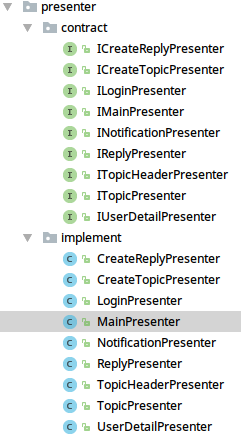 presenter
contract
ICreateReplyPresenter
ICreateTopicPresenter
ILoginPresenter
IMainPresenter
INotificationPresenter
IReplyPresenter
ITopicHeaderPresenter
ITopicPresenter
IUserDetailPresenter
implement
CreateReplyPresenter
CreateTopicPresenter
LoginPresenter
MainPresenter
NotificationPresenter
ReplyPresenter
TopicHeaderPresenter
TopicPresenter
UserDetailPresenter